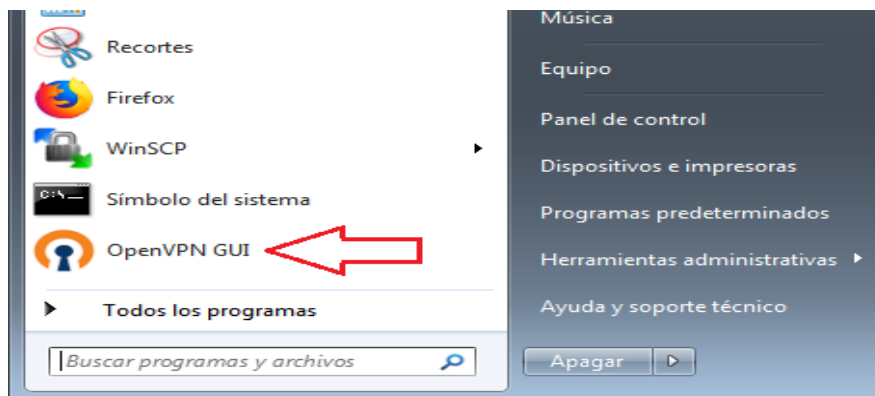 Recortes
Firefox
WinSCP
C:\
Símbolo del sistema
OpenVPN GUI
Todos los programas
Buscar programas y archivos
Música
Equipo
Panel de control
Dispositivos e impresoras
Programas predeterminados
Herramientas administrativas
Ayuda y soporte técnico
Apagar